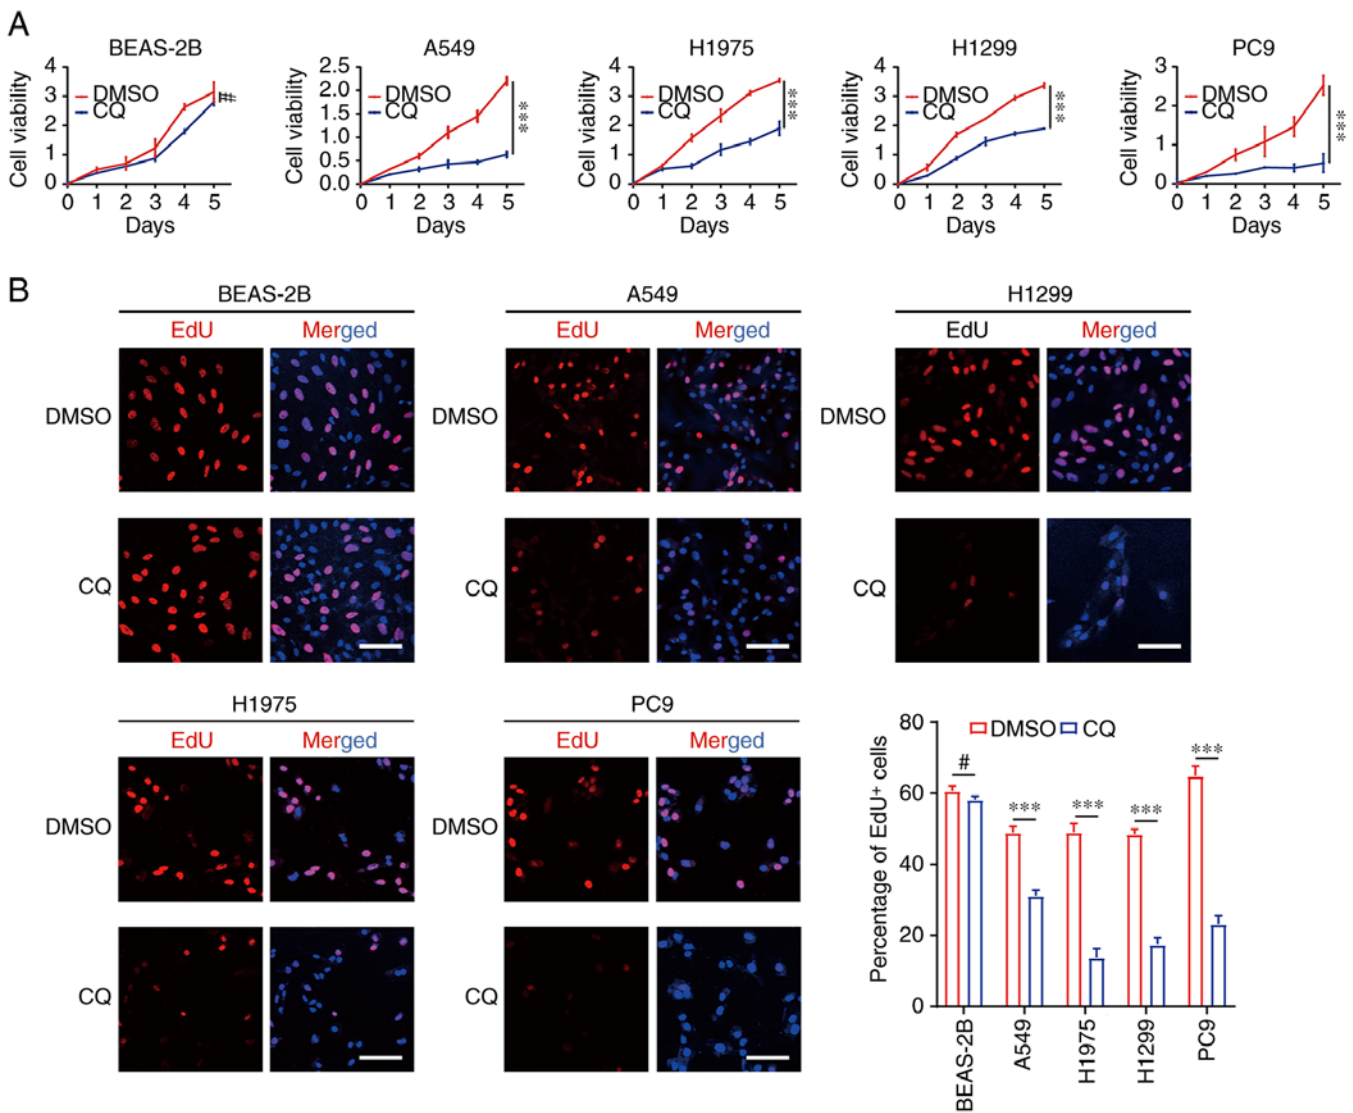 A
BEAS-2B
A549
H1975
H1299
PC9
Cell viability
4
3
2
1
0
DMSO
CQ
#
0 1 2 3 4 5
Days
Cell viability
2.5
2.0
1.5
1.0
0.5
0.0
DMSO
CQ
***
0 1 2 3 4 5
Days
Cell viability
4
3
2
1
0
DMSO
CQ
***
0 1 2 3 4 5
Days
Cell viability
4
3
2
1
0
DMSO
CQ
***
0 1 2 3 4 5
Days
Cell viability
3
2
1
0
DMSO
CQ
***
0 1 2 3 4 5
Days
B
BEAS-2B
EdU Merged
DMSO
CQ
A549
EdU Merged
DMSO
CQ
H1299
EdU Merged
DMSO
CQ
H1975
EdU Merged
DMSO
CQ
PC9
EdU Merged
DMSO
CQ
Percentage of EdU+ cells
80
60
40
20
0
DMSO CQ
#
***
***
***
***
BEAS-2B
A549
H1975
H1299
PC9